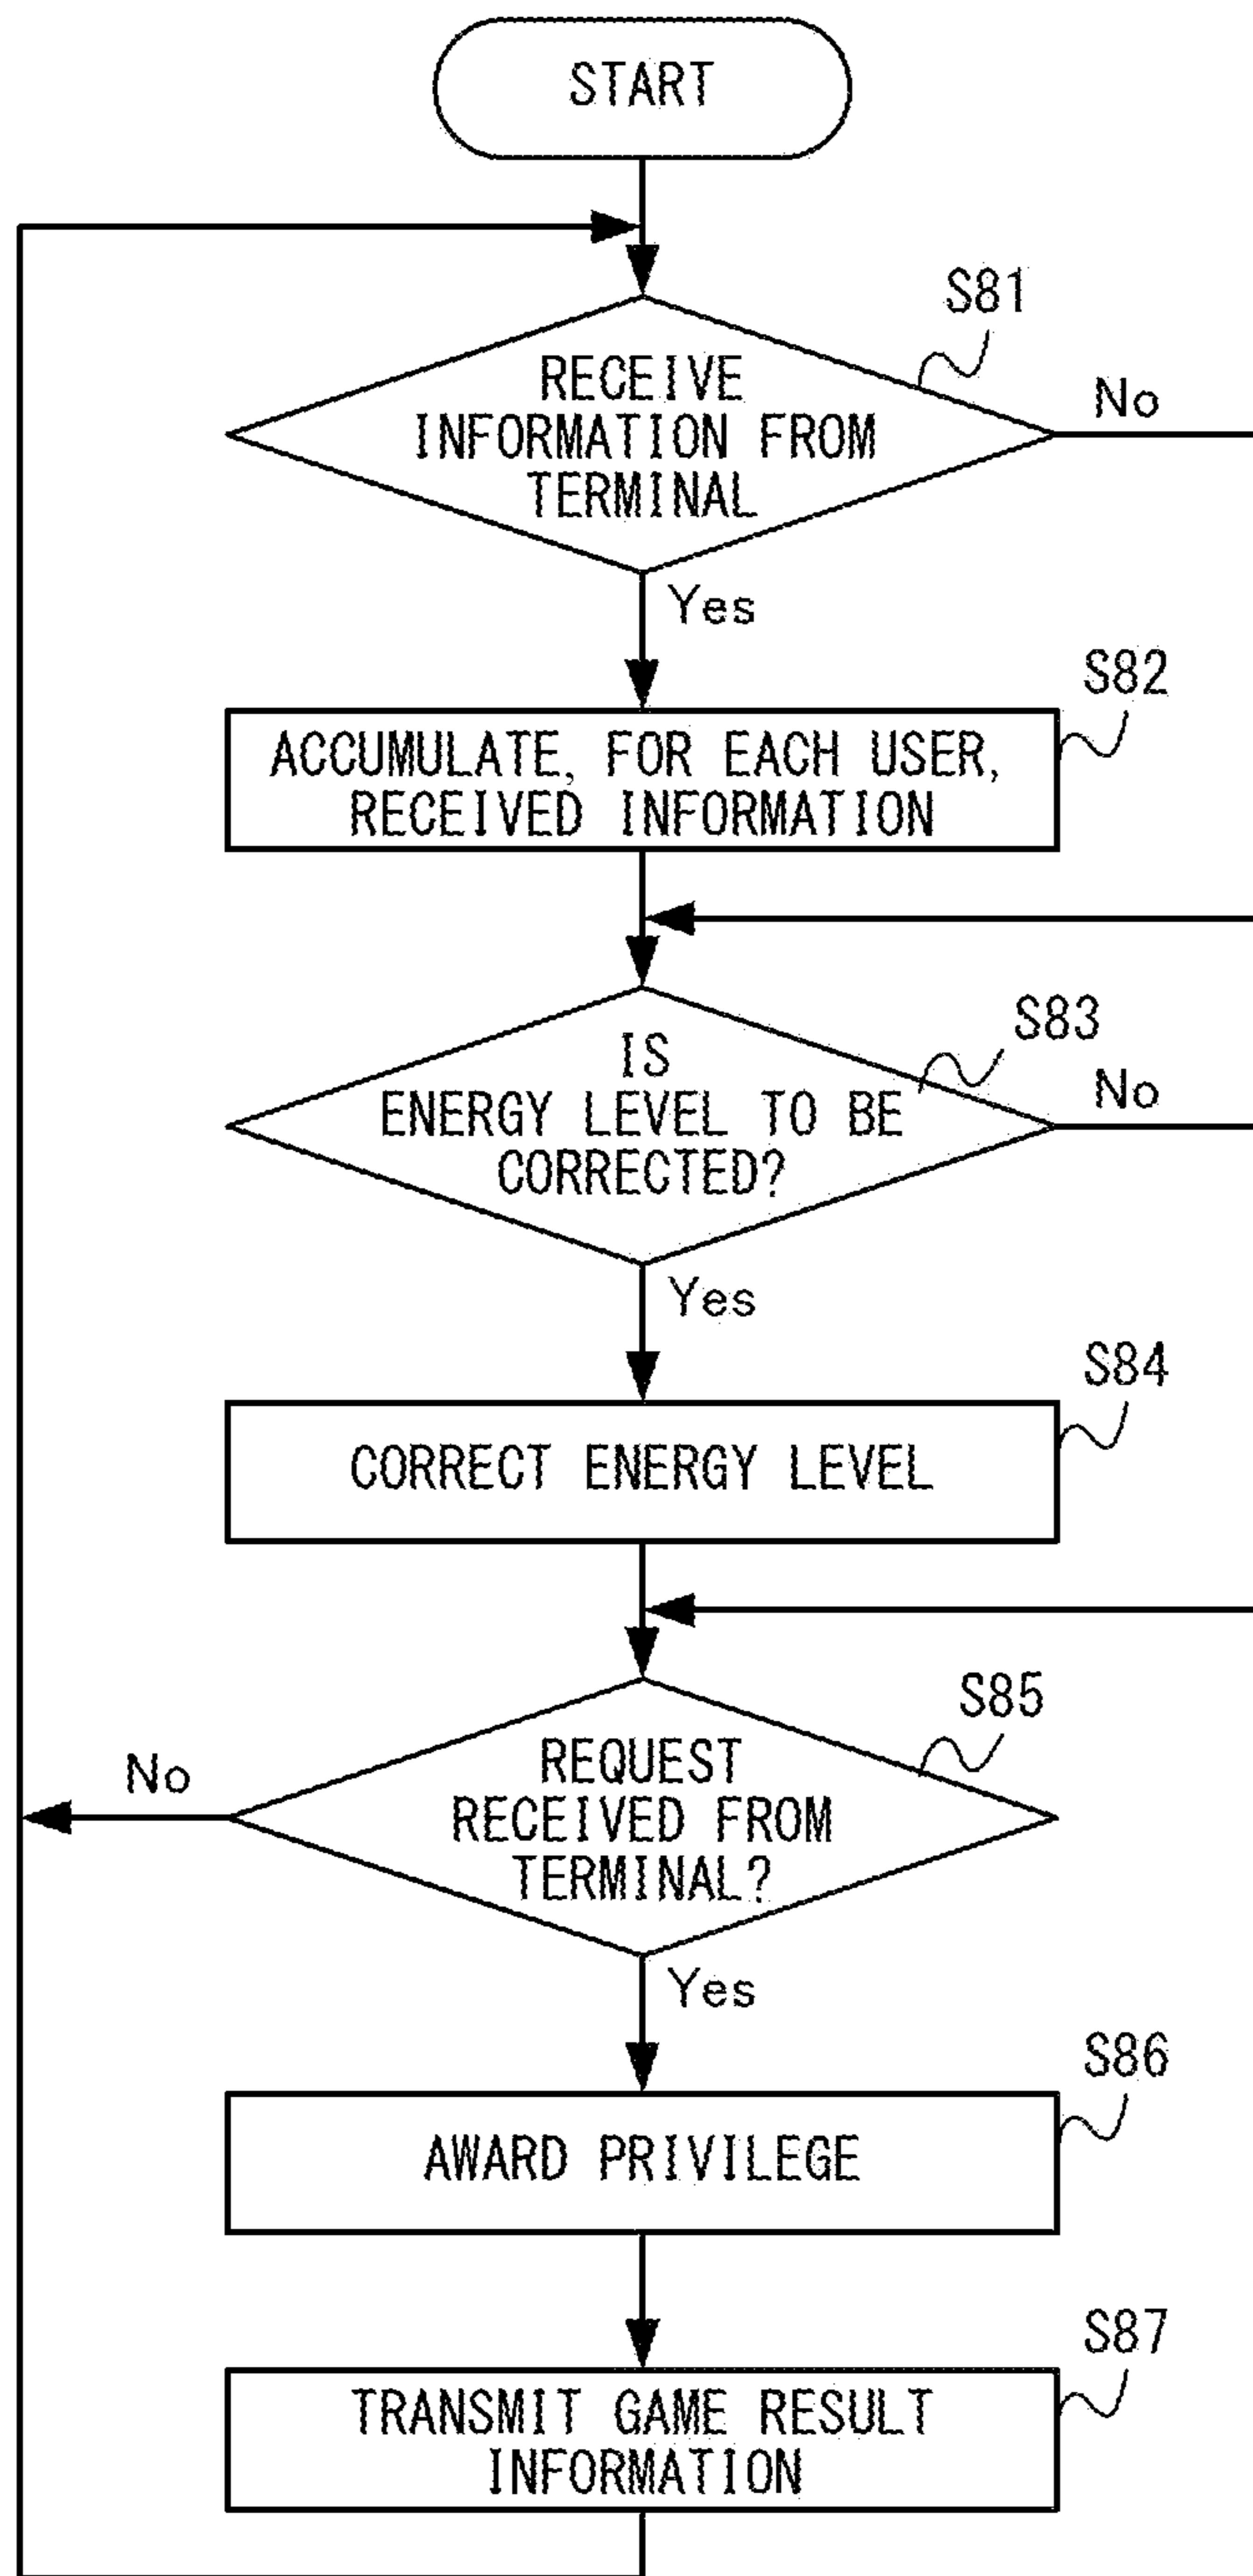 START
S81
RECEIVE
INFORMATION FROM
TERMINAL
No
Yes
S82
ACCUMULATE, FOR EACH USER,
RECEIVED INFORMATION
S83
IS
ENERGY LEVEL TO BE
CORRECTED?
No
Yes
S84
CORRECT ENERGY LEVEL
S85
No
REQUEST
RECEIVED FROM
TERMINAL?
Yes
S86
AWARD PRIVILEGE
S87
TRANSMIT GAME RESULT
INFORMATION